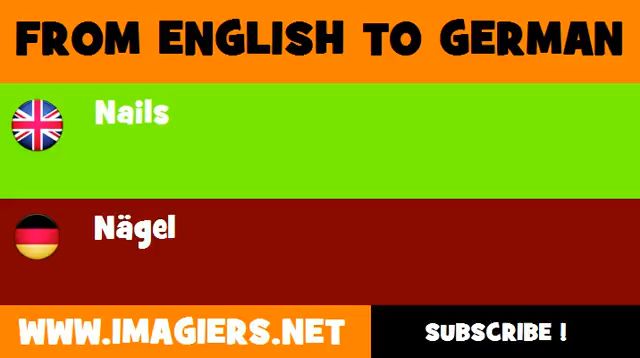 FROM ENGLISH TO GERMAN
Nails
Nägel
WWW.IMAGIERS.NET
SUBSCRIBE !